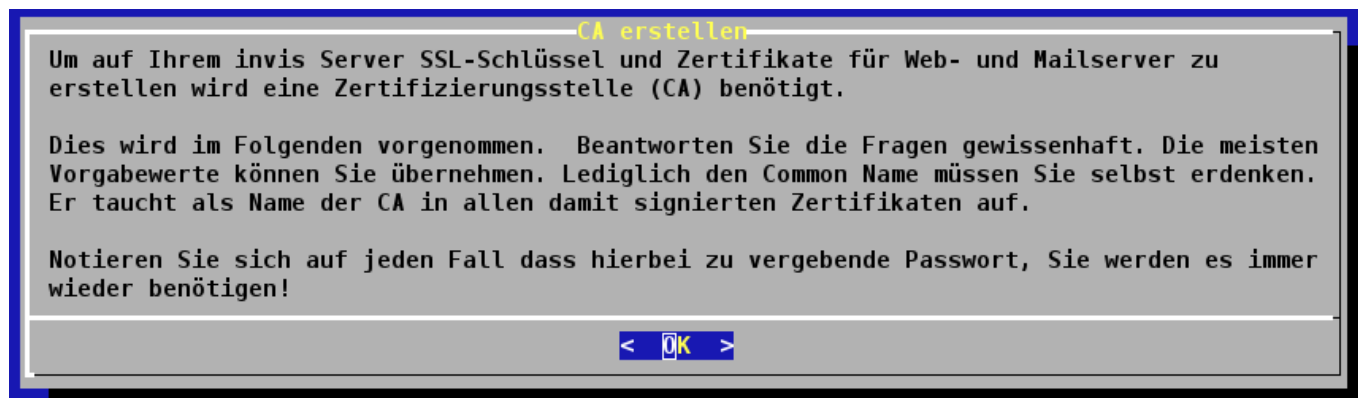 CA erstellen
Um auf Ihrem invis Server SSL-Schlüssel und Zertifikate für Web- und Mailserver zu
erstellen wird eine Zertifizierungsstelle (CA) benötigt.
Dies wird im Folgenden vorgenommen.  Beantworten Sie die Fragen gewissenhaft. Die meisten
Vorgabewerte können Sie übernehmen. Lediglich den Common Name müssen Sie selbst erdenken.
Er taucht als Name der CA in allen damit signierten Zertifikaten auf.
Notieren Sie sich auf jeden Fall dass hierbei zu vergebende Passwort, Sie werden es immer
wieder benötigen!
<  OK  >